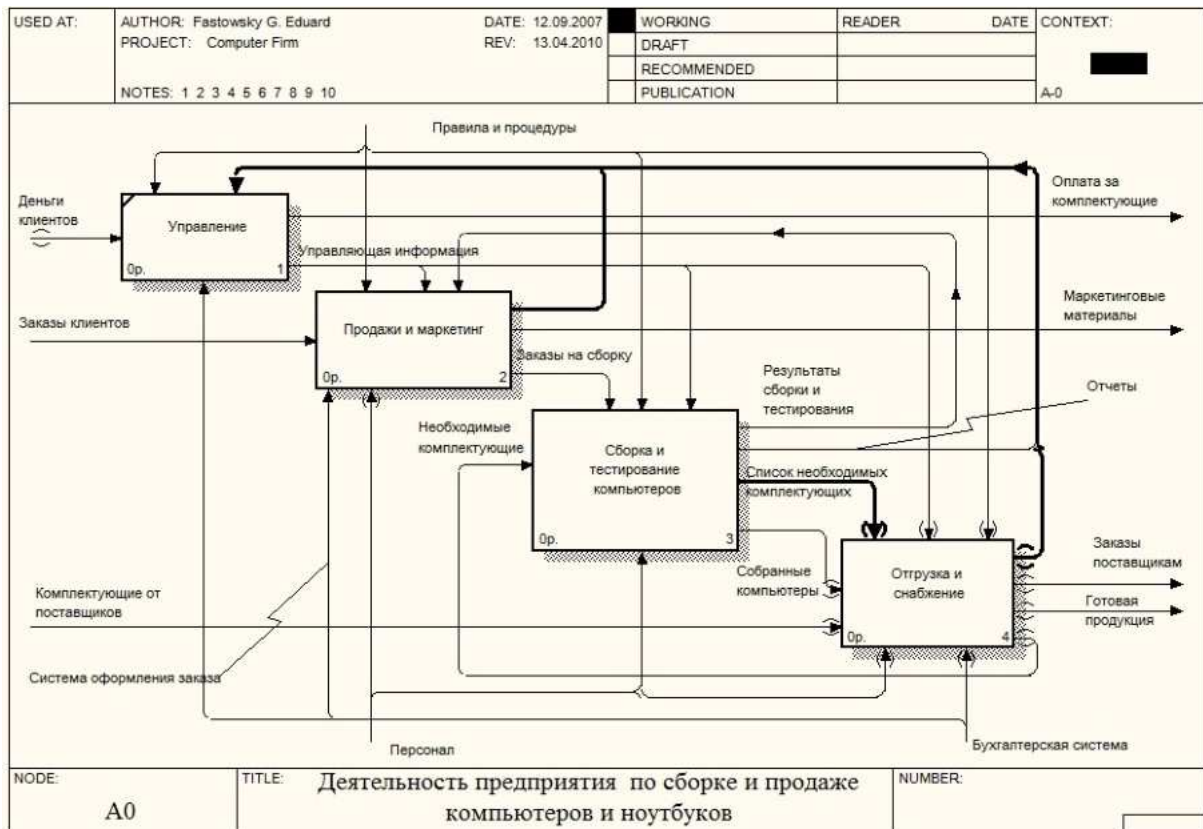 USED AT:
AUTHOR: Fastowsky G. Eduard
DATE: 12.09.2007
PROJECT: Computer Firm
REV: 13.04.2010
NOTES: 1 2 3 4 5 6 7 8 9 10
WORKING
DRAFT
RECOMMENDED
PUBLICATION
READER
DATE
CONTEXT:
A-0
Правила и процедуры
Деньги
клиентов
Управление
0р.
1
Оплата за
комплектующие
Управляющая информация
Заказы клиентов
Продажи и маркетинг
0р.
2
Маркетинговые
материалы
Заказы на сборку
Результаты
сборки и
тестирования
Отчеты
Необходимые
комплектующие
Сборка и
тестирование
компьютеров
0р.
3
Список необходимых
комплектующих
Собранные
компьютеры
Отгрузка и
снабжение
0р.
4
Заказы
поставщикам
Готовая
продукция
Комплектующие от
поставщиков
Система оформления заказа
Персонал
Бухгалтерская система
NODE:
A0
TITLE:
Деятельность предприятия по сборке и продаже
компьютеров и ноутбуков
NUMBER: